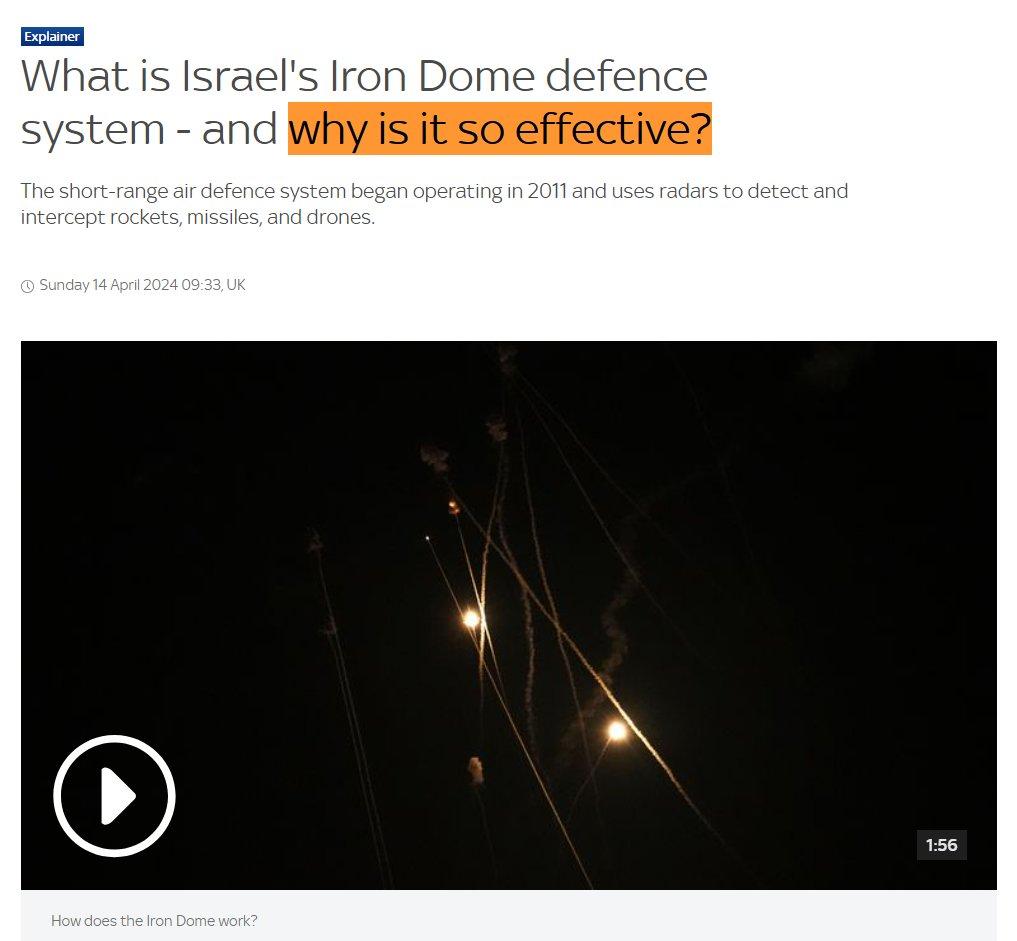 Explainer
What is Israel's Iron Dome defence
system - and why is it so effective?
The short-range air defence system began operating in 2011 and uses radars to detect and
intercept rockets, missiles, and drones.
Sunday 14 April 2024 09:33, UK
1:56
How does the Iron Dome work?